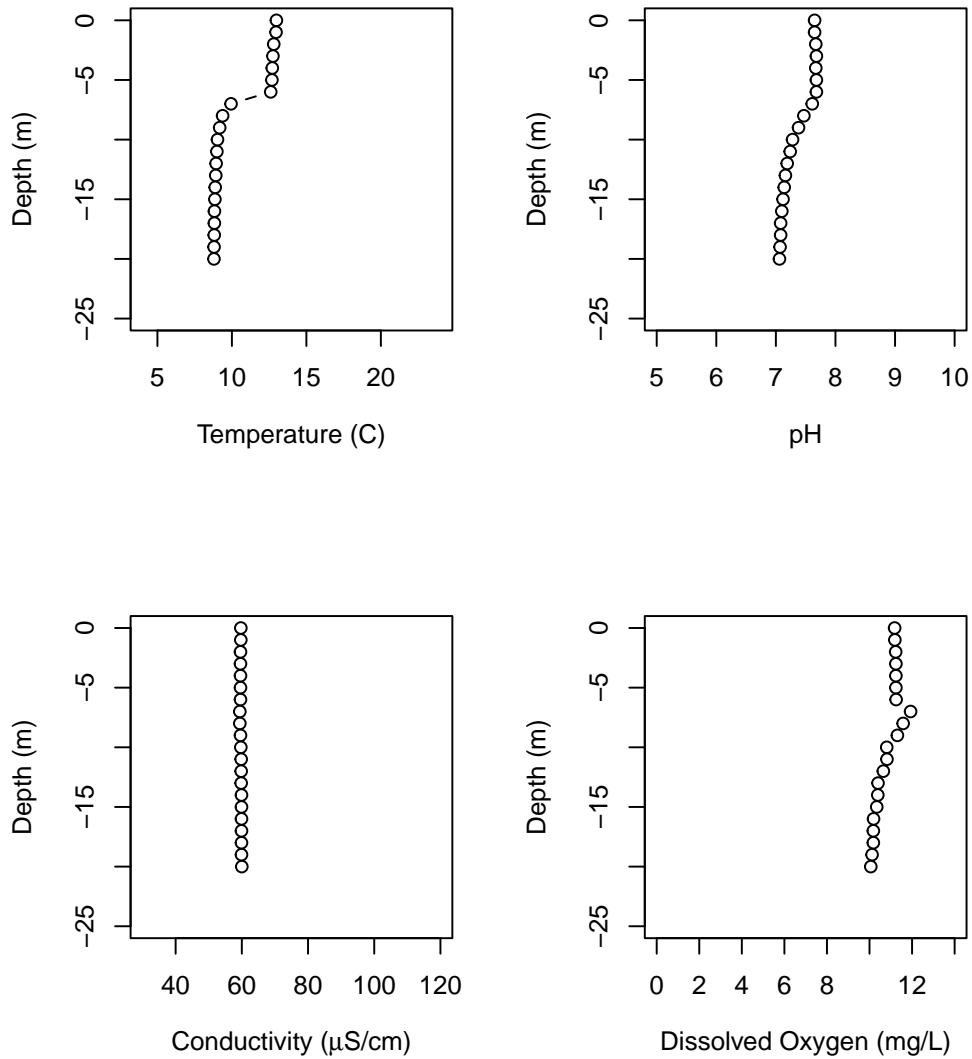 0
−5
−15
−25
Depth (m)
5 10 15 20
Temperature (C)
0
−5
−15
−25
Depth (m)
5 6 7 8 9 10
pH
0
−5
−15
−25
Depth (m)
40 60 80 100 120
Conductivity (μS/cm)
0
−5
−15
−25
Depth (m)
0 2 4 6 8 12
Dissolved Oxygen (mg/L)